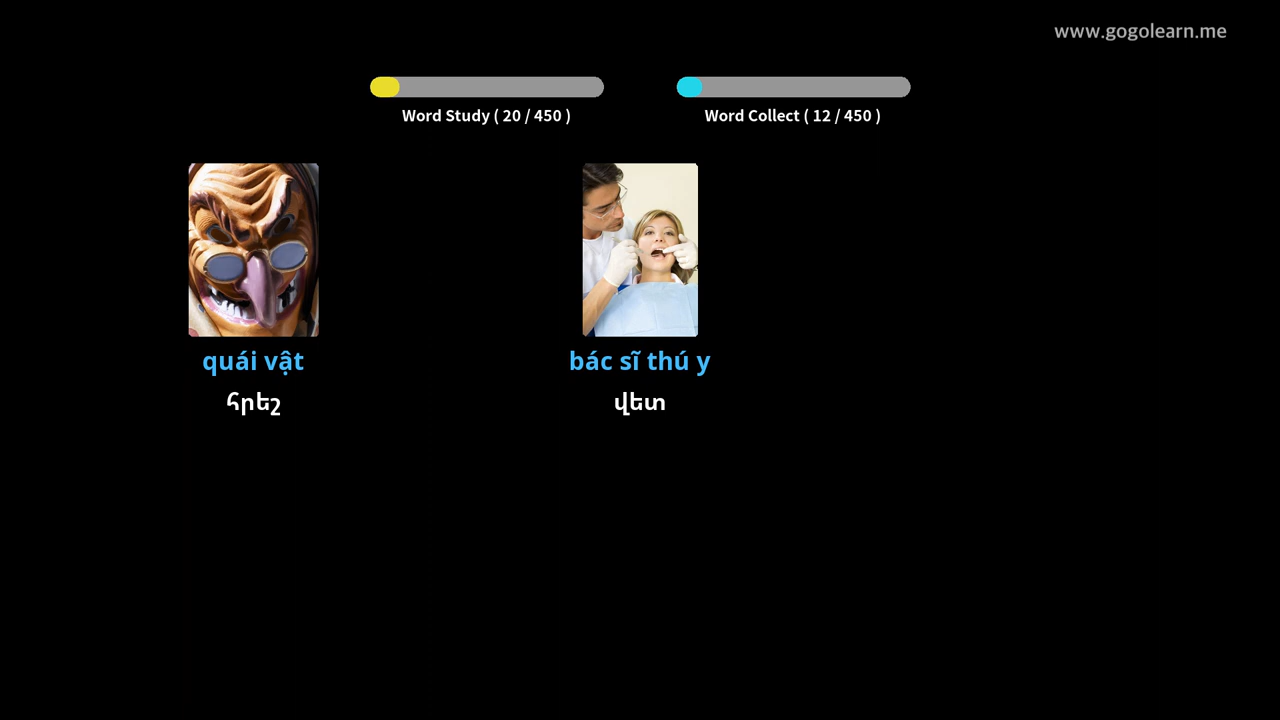 www.gogolearn.me
Word Study ( 20 / 450 )
Word Collect ( 12 / 450 )
quái vật
հրեշ
bác sĩ thú y
վետ